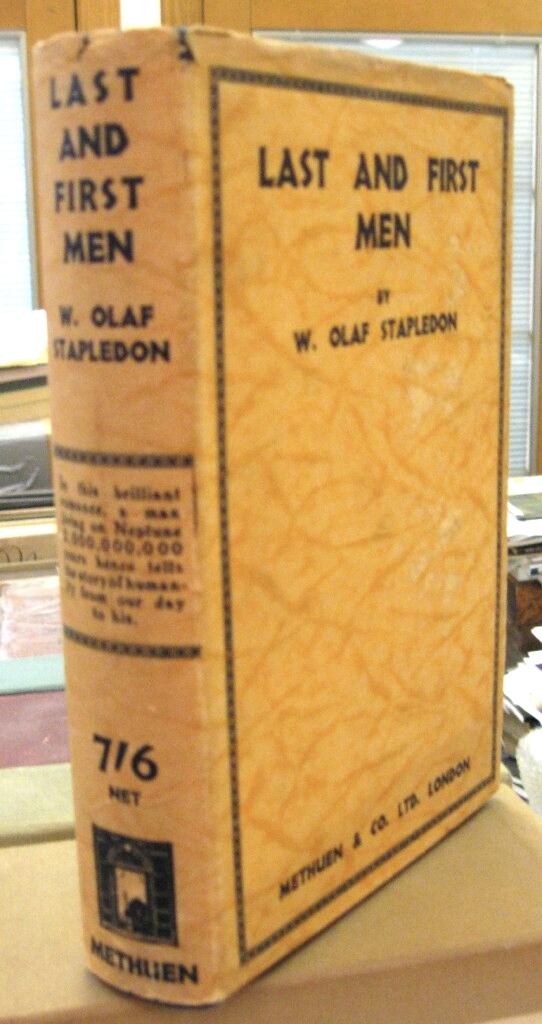 LAST
AND
FIRST
MEN
W. OLAF
STAPLEDON
In this brilliant
romance, a man
living on Neptune
2,000,000,000
years hence tells
the story of human-
ity from our day
to his.
7/6
NET
METHUEN
LAST AND FIRST
MEN
BY
W. OLAF STAPLEDON
METHUEN & CO. LTD. LONDON